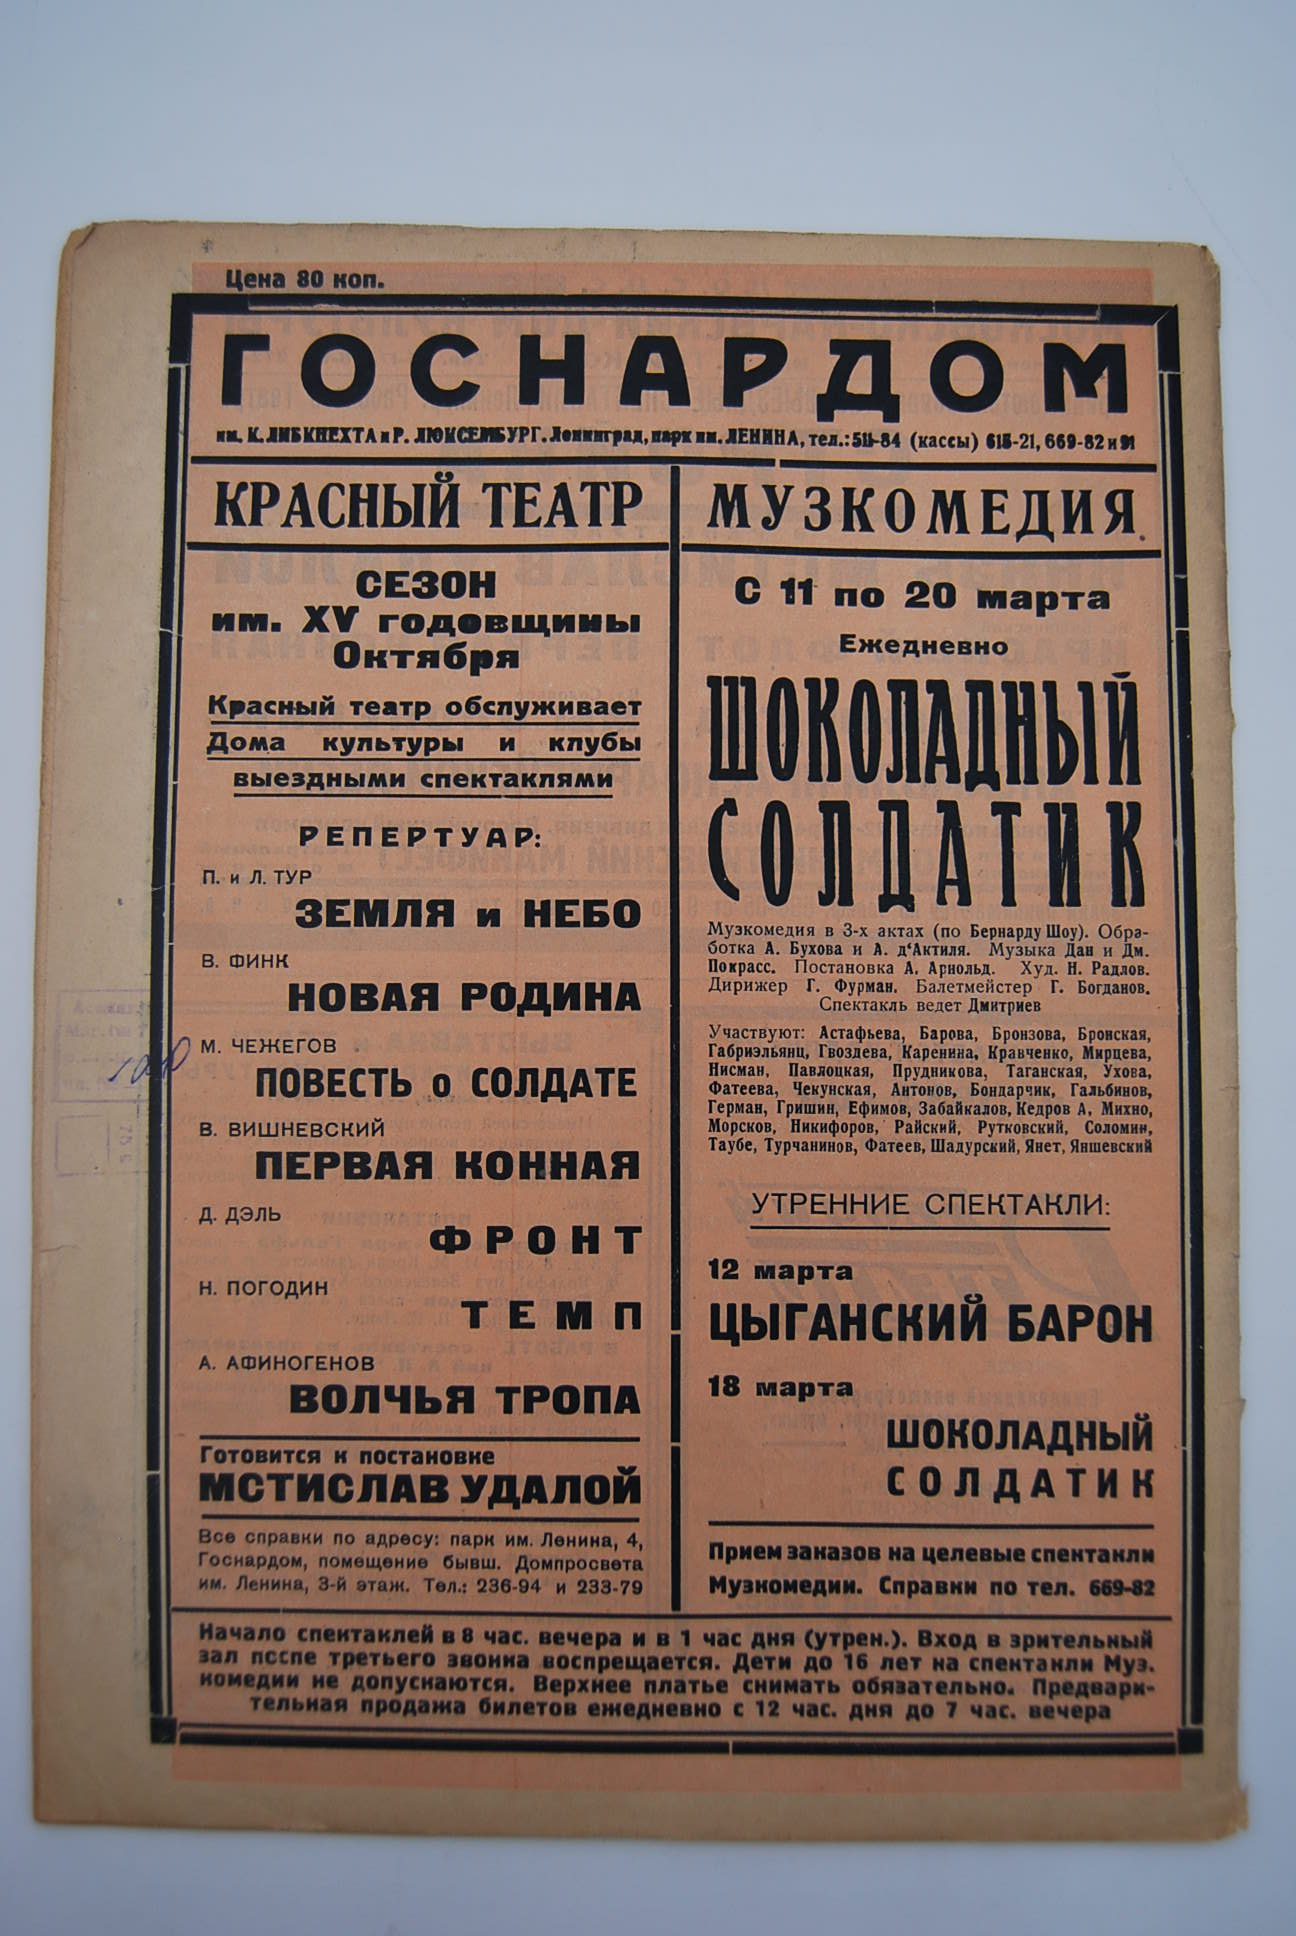 Цена 80 коп.
ГОСНАРДОМ
им. К. ЛИБКНЕХТА и Р. ЛЮКСЕМБУРГ. Ленинград, парк им. ЛЕНИНА, тел.: 511-84 (кассы) 615-21, 669-82 и 91
КРАСНЫЙ ТЕАТР
СЕЗОН
им. XV годовщины
Октября
Красный театр обслуживает
Дома культуры и клубы
выездными спектаклями
РЕПЕРТУАР:
П. и Л. ТУР
ЗЕМЛЯ и НЕБО
В. ФИНК
НОВАЯ РОДИНА
М. ЧЕЖЕГОВ
ПОВЕСТЬ о СОЛДАТЕ
В. ВИШНЕВСКИЙ
ПЕРВАЯ КОННАЯ
Д. ДЭЛЬ
ФРОНТ
Н. ПОГОДИН
ТЕМП
А. АФИНОГЕНОВ
ВОЛЧЬЯ ТРОПА
Готовится к постановке
МСТИСЛАВ УДАЛОЙ
Все справки по адресу: парк им. Ленина, 4,
Госнардом, помещение бывш. Домпросвета
им. Ленина, 3-й этаж. Тел.: 236-94 и 233-79
МУЗКОМЕДИЯ.
С 11 по 20 марта
Ежедневно
ШОКОЛАДНЫЙ
СОЛДАТИК
Музкомедия в 3-х актах (по Бернарду Шоу). Обра-
ботка А. Бухова и А. д'Актиля. Музыка Дан и Дм.
Покрасс. Постановка А. Арнольд. Худ. Н. Радлов.
Дирижер Г. Фурман. Балетмейстер Г. Богданов.
Спектакль ведет Дмитриев
Участвуют: Астафьева, Барова, Бронзова, Бронская,
Габриэльянц, Гвоздева, Каренина, Кравченко, Мирцева,
Нисман, Павлоцкая, Прудникова, Таганская, Ухова,
Фатеева, Чекунская, Антонов, Бондарчик, Гальбинов,
Герман, Гришин, Ефимов, Забайкалов, Кедров А, Михно,
Морсков, Никифоров, Райский, Рутковский, Соломин,
Таубе, Турчанинов, Фатеев, Шадурский, Янет, Яншевский
УТРЕННИЕ СПЕКТАКЛИ:
12 марта
ЦЫГАНСКИЙ БАРОН
18 марта
ШОКОЛАДНЫЙ
СОЛДАТИК
Прием заказов на целевые спектакли
Музкомедии. Справки по тел. 669-82
Начало спектаклей в 8 час. вечера и в 1 час дня (утрен.). Вход в зрительный
зал после третьего звонка воспрещается. Дети до 16 лет на спектакли Муз.
комедии не допускаются. Верхнее платье снимать обязательно. Предвари-
тельная продажа билетов ежедневно с 12 час. дня до 7 час. вечера